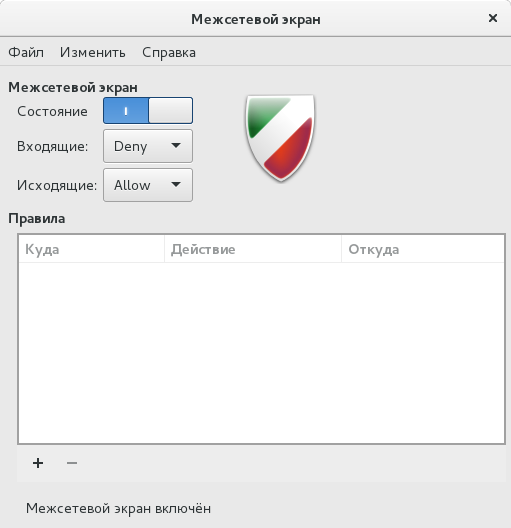 Межсетевой экран
Файл Изменить Справка
Межсетевой экран
Состояние
Входящие: Deny
Исходящие: Allow
Правила
Куда Действие Откуда
Межсетевой экран включён